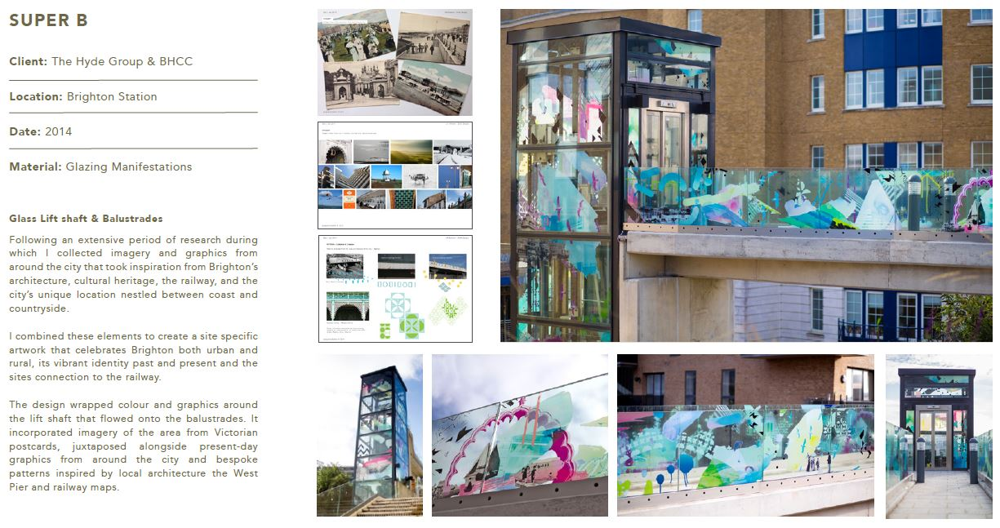 SUPER B
Client: The Hyde Group & BHCC
Location: Brighton Station
Date: 2014
Material: Glazing Manifestations
Glass Lift shaft & Balustrades
Following an extensive period of research during
which I collected imagery and graphics from
around the city that took inspiration from Brighton’s
architecture, cultural heritage, the railway, and the
city’s unique location nestled between coast and
countryside.
I combined these elements to create a site specific
artwork that celebrates Brighton both urban and
rural, its vibrant identity past and present and the
sites connection to the railway.
The design wrapped colour and graphics around
the lift shaft that flowed onto the balustrades. It
incorporated imagery of the area from Victorian
postcards, juxtaposed alongside present-day
graphics from around the city and bespoke
patterns inspired by local architecture the West
Pier and railway maps.